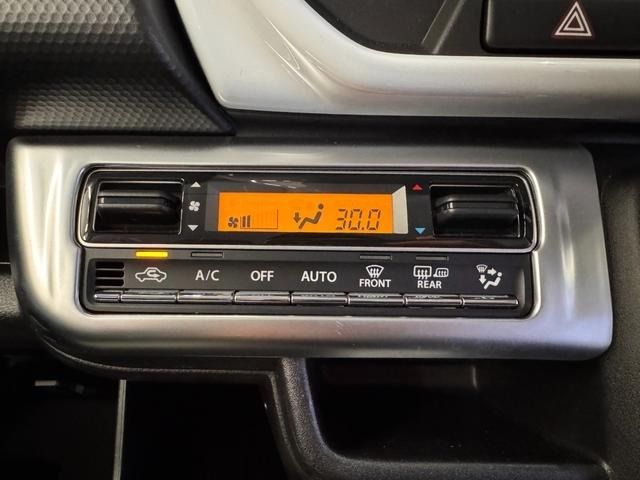 30.0
A/C OFF AUTO FRONT REAR